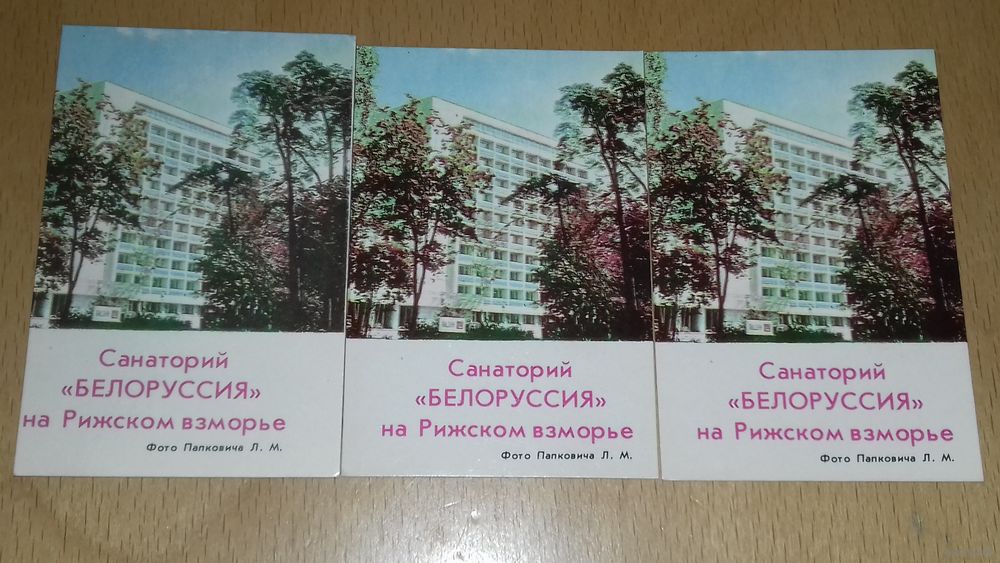 Санаторий
«БЕЛОРУССИЯ»
на Рижском взморье
Фото Папковича Л. М.
Санаторий
«БЕЛОРУССИЯ»
на Рижском взморье
Фото Папковича Л. М.
Санаторий
«БЕЛОРУССИЯ»
на Рижском взморье
Фото Папковича Л. М.